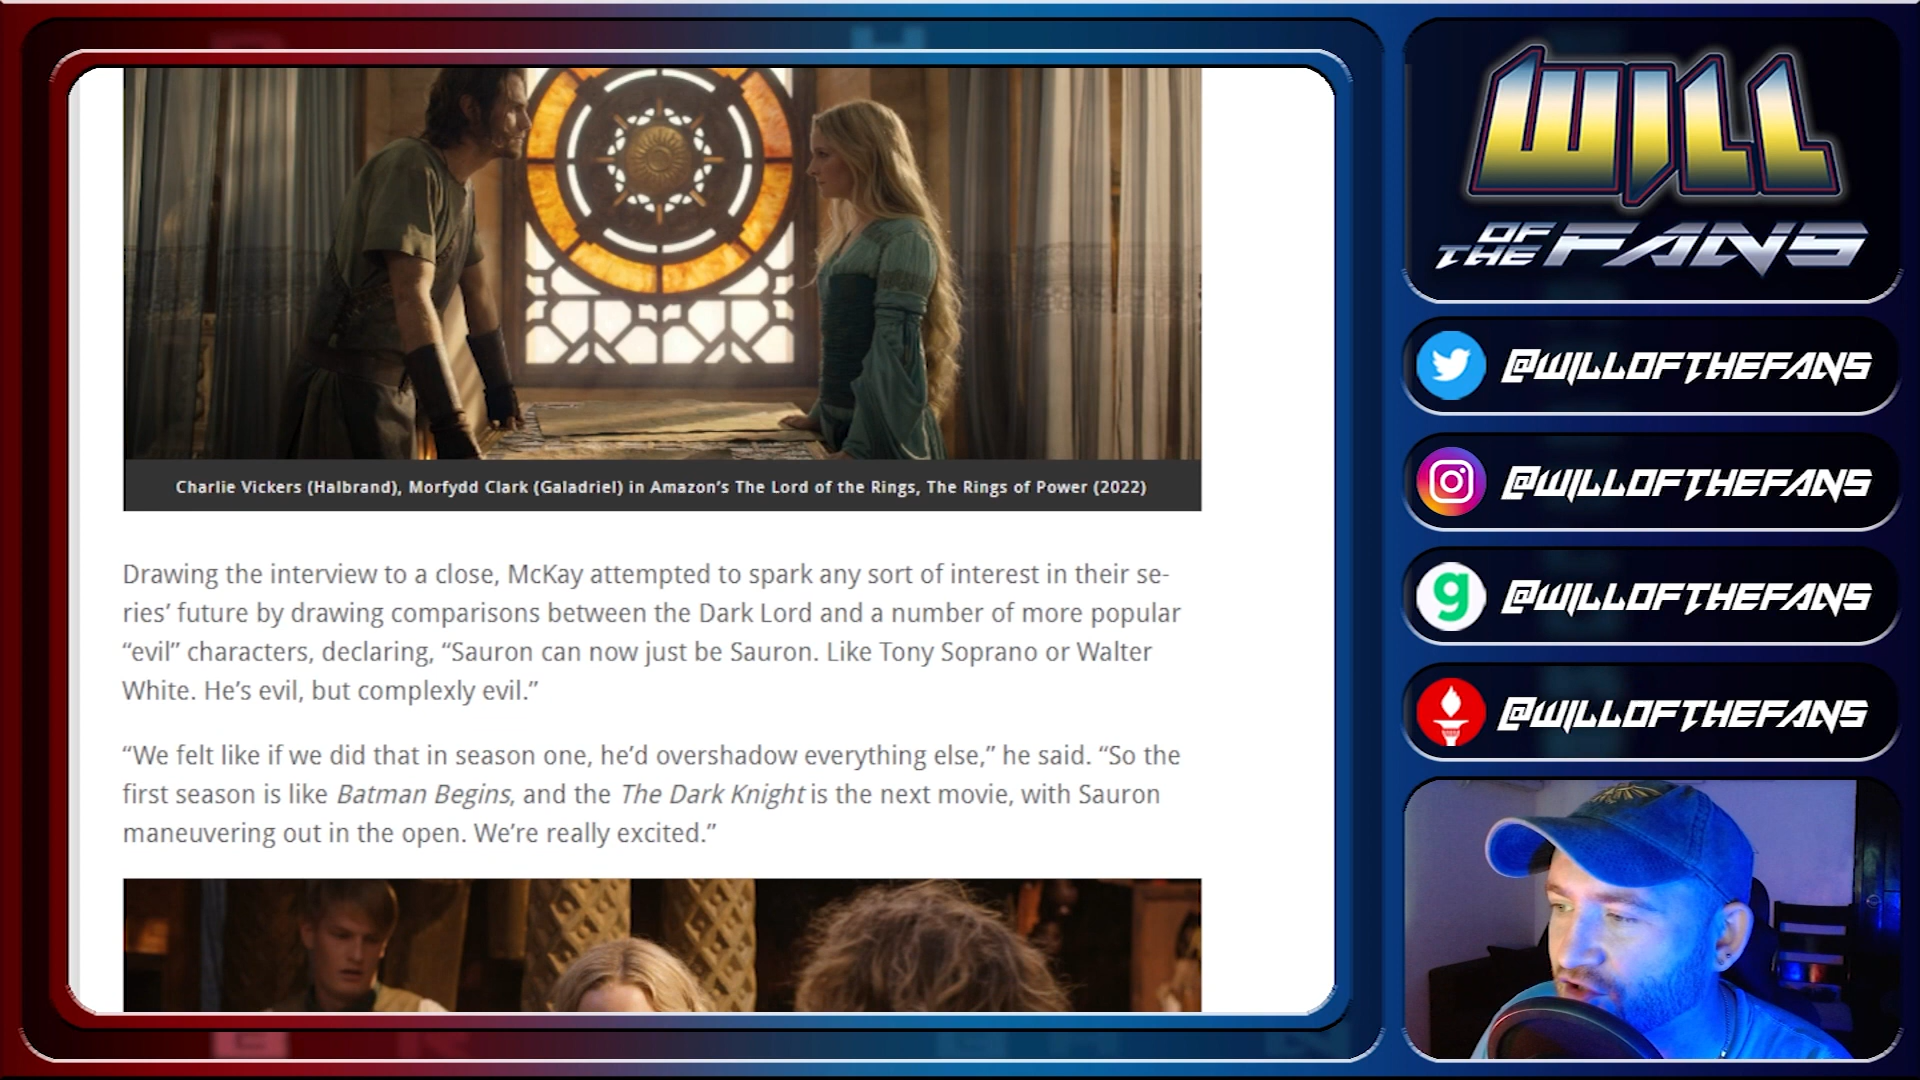 Charlie Vickers (Halbrand), Morfydd Clark (Galadriel) in Amazon’s The Lord of the Rings, The Rings of Power (2022)
Drawing the interview to a close, McKay attempted to spark any sort of interest in their se-
ries’ future by drawing comparisons between the Dark Lord and a number of more popular
“evil” characters, declaring, “Sauron can now just be Sauron. Like Tony Soprano or Walter
White. He’s evil, but complexly evil.”
“We felt like if we did that in season one, he’d overshadow everything else,” he said. “So the
first season is like Batman Begins, and the The Dark Knight is the next movie, with Sauron
maneuvering out in the open. We’re really excited.”
WILL
OF THE FANS
@WILLOFTHEFANS
@WILLOFTHEFANS
g @WILLOFTHEFANS
@WILLOFTHEFANS